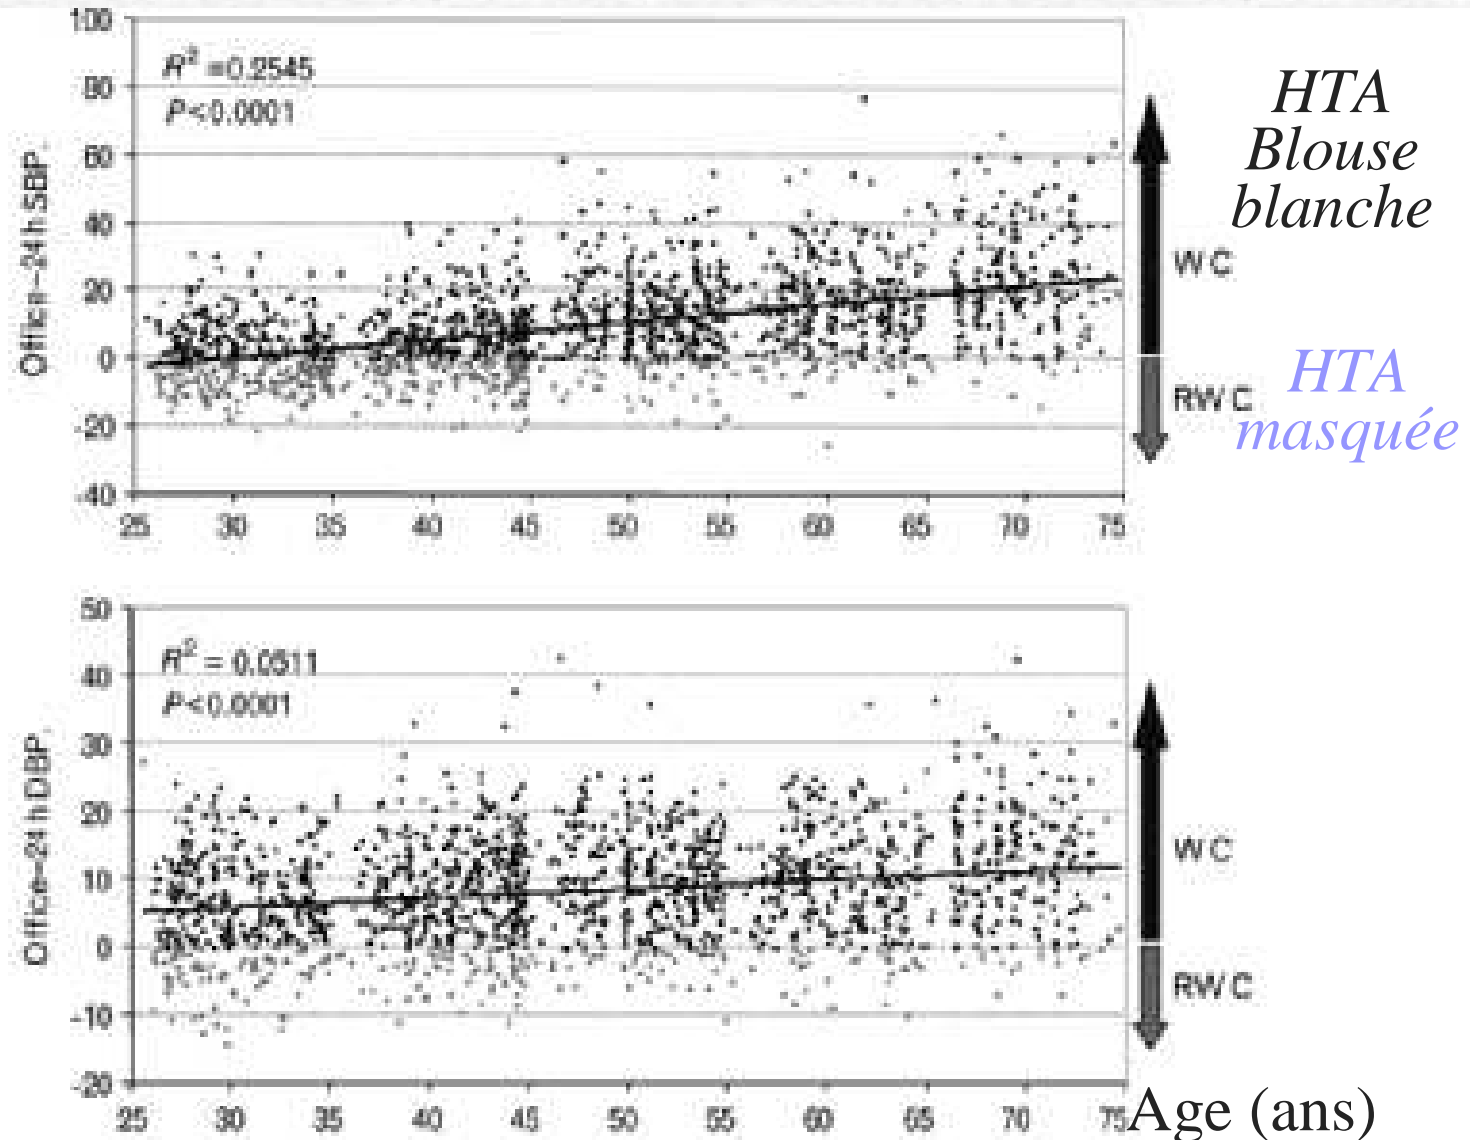 100
R² =0.2545
80
P<0.0001
60
40
20
0
-20
-40
Office-24 h SBP
25 30 35 40 45 50 55 60 65 70 75
HTA
Blouse
blanche
WC
HTA
RWC
masquée
50
R² = 0.0511
40
P<0.0001
30
20
10
0
-10
-20
Office-24 h DBP
WC
RWC
25 30 35 40 45 50 55 60 65 70 75
Age (ans)